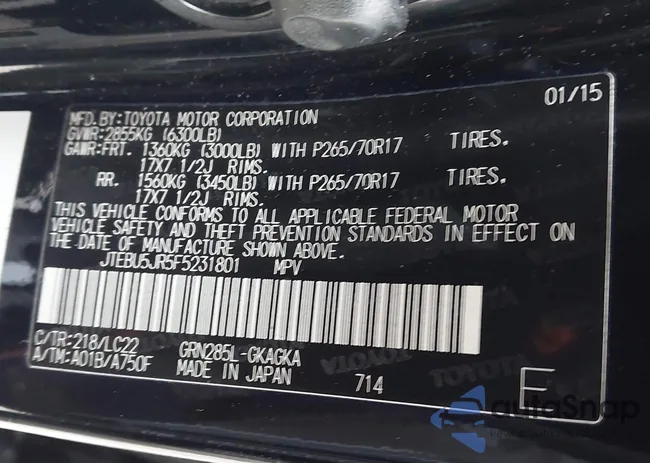 01/15
MFD.BY:TOYOTA MOTOR CORPORATION
GVWR:2855KG (6300LB)
GAWR:FRT. 1360KG (3000LB) WITH P265/70R17 TIRES.
17X7 1/2J RIMS.
RR. 1560KG (3450LB) WITH P265/70R17 TIRES.
17X7 1/2J RIMS.
THIS VEHICLE CONFORMS TO ALL APPLICABLE FEDERAL MOTOR
VEHICLE SAFETY AND THEFT PREVENTION STANDARDS IN EFFECT ON
THE DATE OF MANUFACTURE SHOWN ABOVE.
JTEBU5JR5F5231801 MPV
C/TR:218/LC22 GRN285L-GKAGKA
A/TM:A01B/A750F MADE IN JAPAN 714 E
TOYOTA
autoSnap